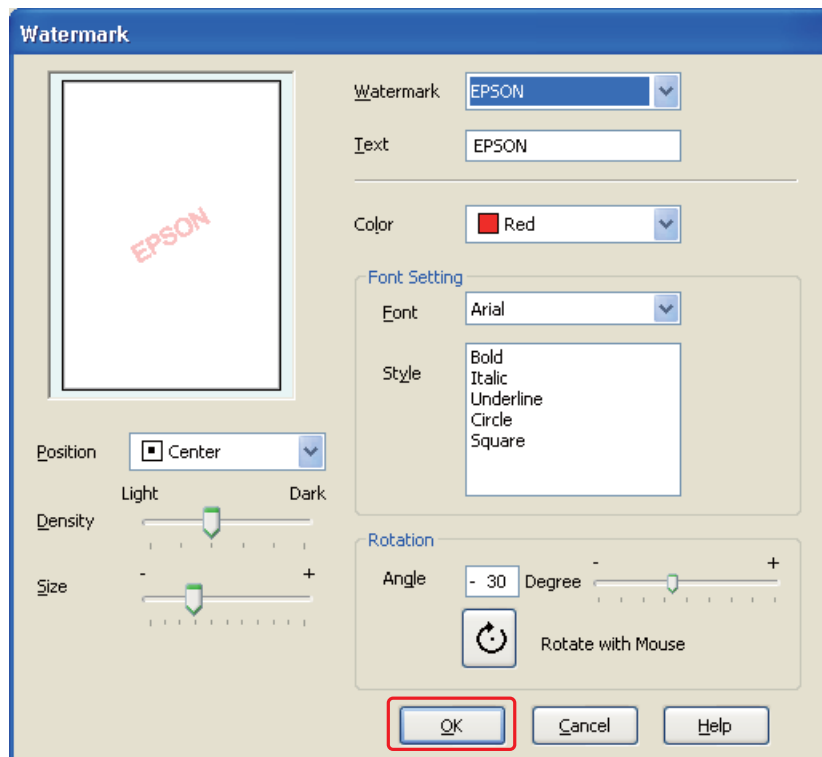 Watermark
EPSON
Watermark EPSON
Text EPSON
Color Red
Font Setting
Font Arial
Style
Bold
Italic
Underline
Circle
Square
Position Center
Light Dark
Density
Size - +
Rotation
Angle - 30 Degree - +
Rotate with Mouse
OK Cancel Help